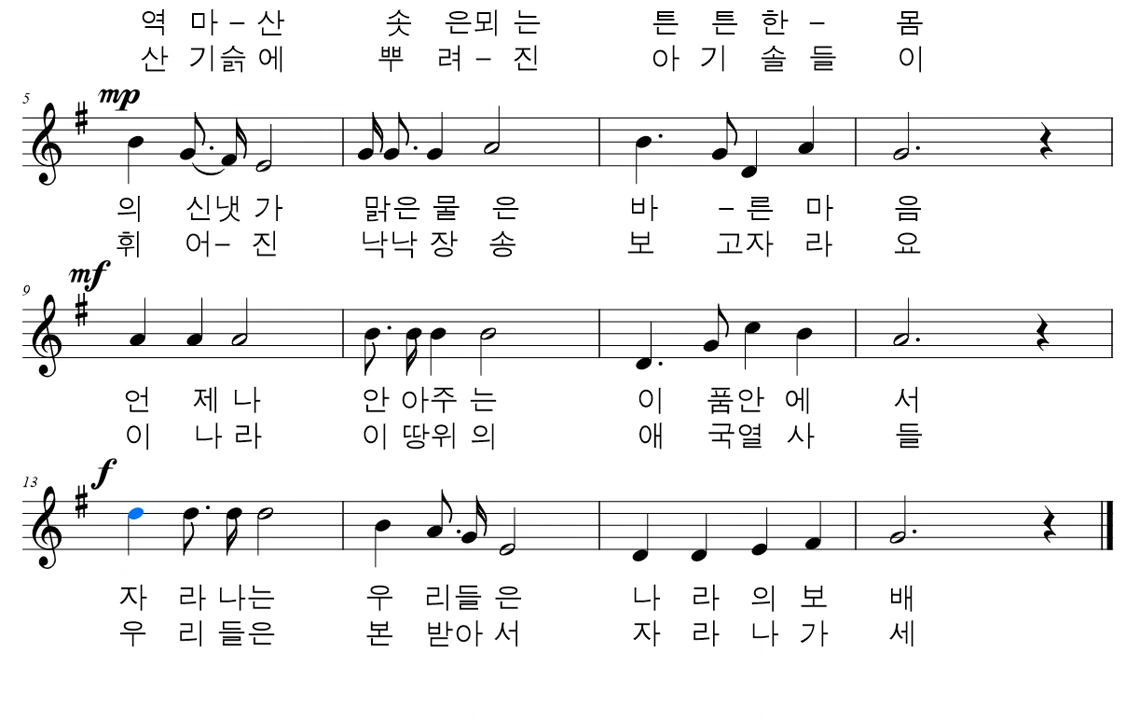 역 마 – 산 솟 은 뫼 는 튼 튼 한 – 몸
산 기 슭 에 뿌 려 – 진 아 기 솔 들 이
5 mp
의 신 냇 가 맑 은 물 은 바 – 른 마 음
휘 어 – 진 낙 낙 장 송 보 고 자 라 요
mf
9
언 제 나 안 아 주 는 이 품 안 에 서
이 나 라 이 땅 위 의 애 국 열 사 들
f
13
자 라 나 는 우 리 들 은 나 라 의 보 배
우 리 들 은 본 받 아 서 자 라 나 가 세